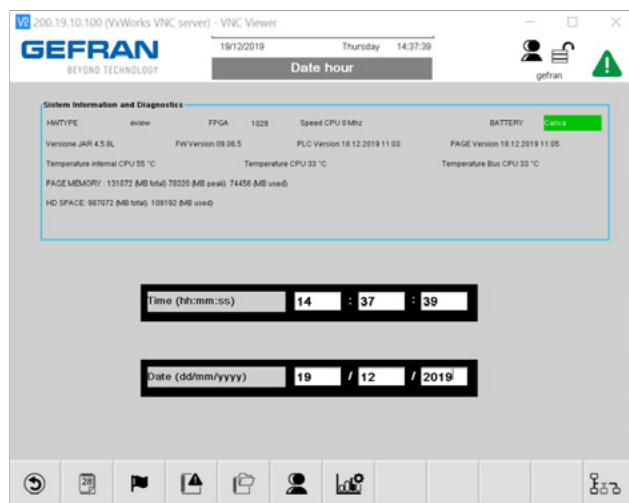 200.19.10.100 (VxWorks VNC server) - VNC Viewer
GEFRAN
BEYOND TECHNOLOGY
19/12/2019 Thursday 14:37:39
Date hour
gefran
Sistem Information and Diagnostics
HWTYPE eview FPGA 1028 Speed CPU 0 Mhz BATTERY Carica
Versione JAR 4.5.8L FW Version 09.06.5 PLC Version 18.12.2019 11:03 PAGE Version 18.12.2019 11:05
Temperature internal CPU 55 °C Temperature CPU 33 °C Temperature Bus CPU 33 °C
PAGE MEMORY : 131072 (MB total) 78320 (MB peak) 74456 (MB used)
HD SPACE: 987072 (MB total) 108192 (MB used)
Time (hh:mm:ss) 14 : 37 : 39
Date (dd/mm/yyyy) 19 / 12 / 2019
28